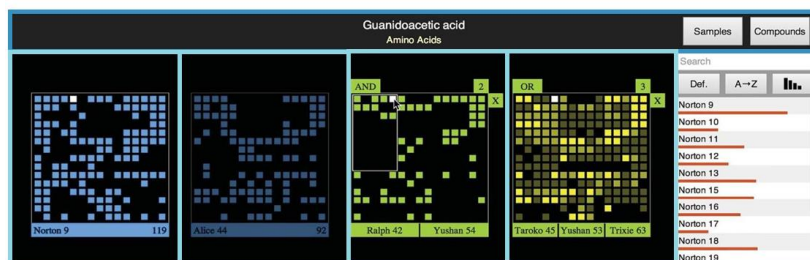 Guanidoacetic acid
Amino Acids
Samples
Compounds
Search
Def.
A→Z
AND
2
X
OR
3
X
Norton 9 119
Alice 44 92
Ralph 42 Yushan 54
Taroko 45 Yushan 53 Trixie 63
Norton 9
Norton 10
Norton 11
Norton 12
Norton 13
Norton 15
Norton 16
Norton 17
Norton 18
Norton 19